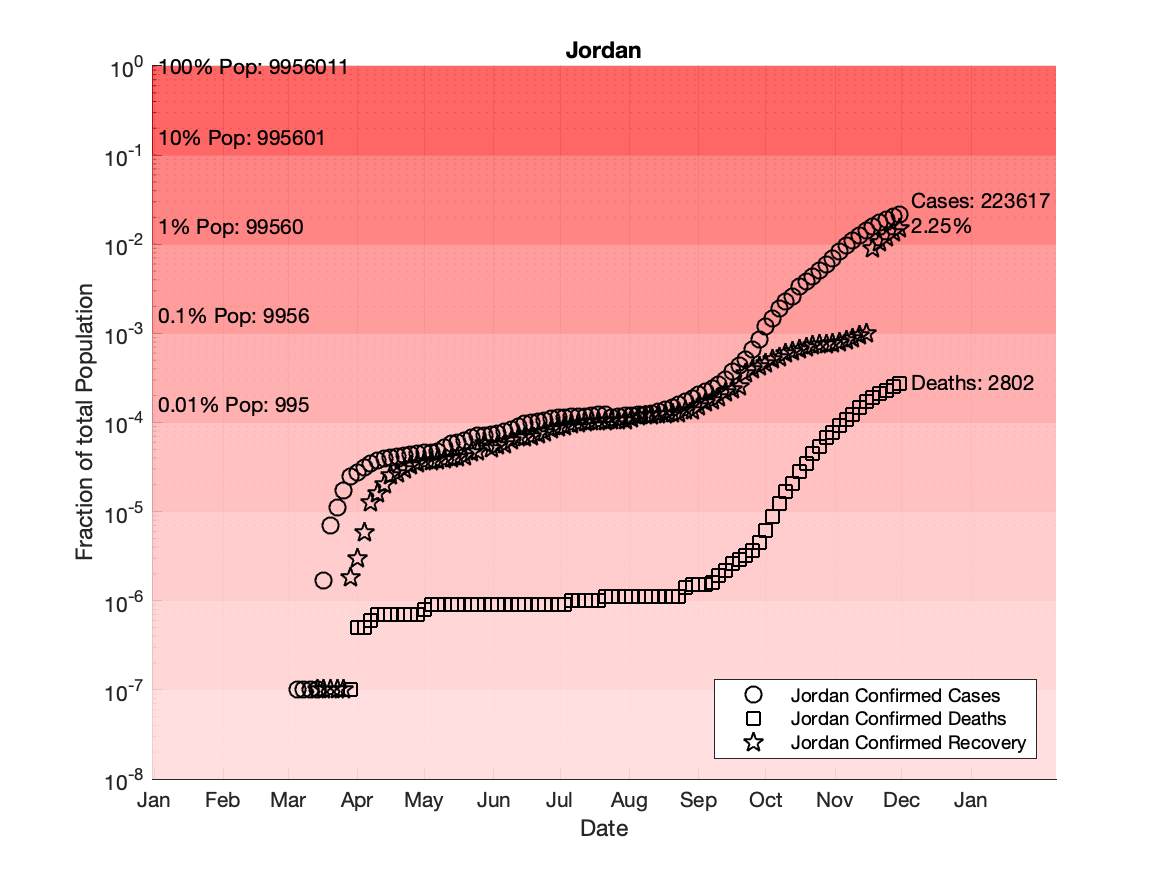 Jordan
10^0
100% Pop: 9956011
10% Pop: 995601
10^-1
Cases: 223617
2.25%
1% Pop: 99560
10^-2
0.1% Pop: 9956
10^-3
Deaths: 2802
0.01% Pop: 995
10^-4
10^-5
10^-6
10^-7
10^-8
Fraction of total Population
Jordan Confirmed Cases
Jordan Confirmed Deaths
Jordan Confirmed Recovery
Jan Feb Mar Apr May Jun Jul Aug Sep Oct Nov Dec Jan
Date